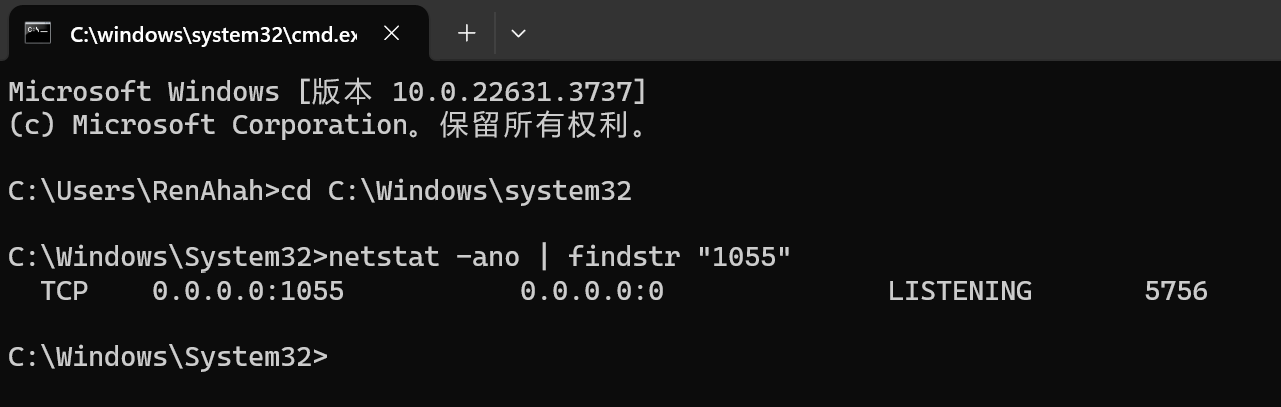 C:\windows\system32\cmd.ex
Microsoft Windows [版本 10.0.22631.3737]
(c) Microsoft Corporation。保留所有权利。
C:\Users\RenAhah>cd C:\Windows\system32
C:\Windows\System32>netstat -ano | findstr "1055"
TCP 0.0.0.0:1055 0.0.0.0:0 LISTENING 5756
C:\Windows\System32>